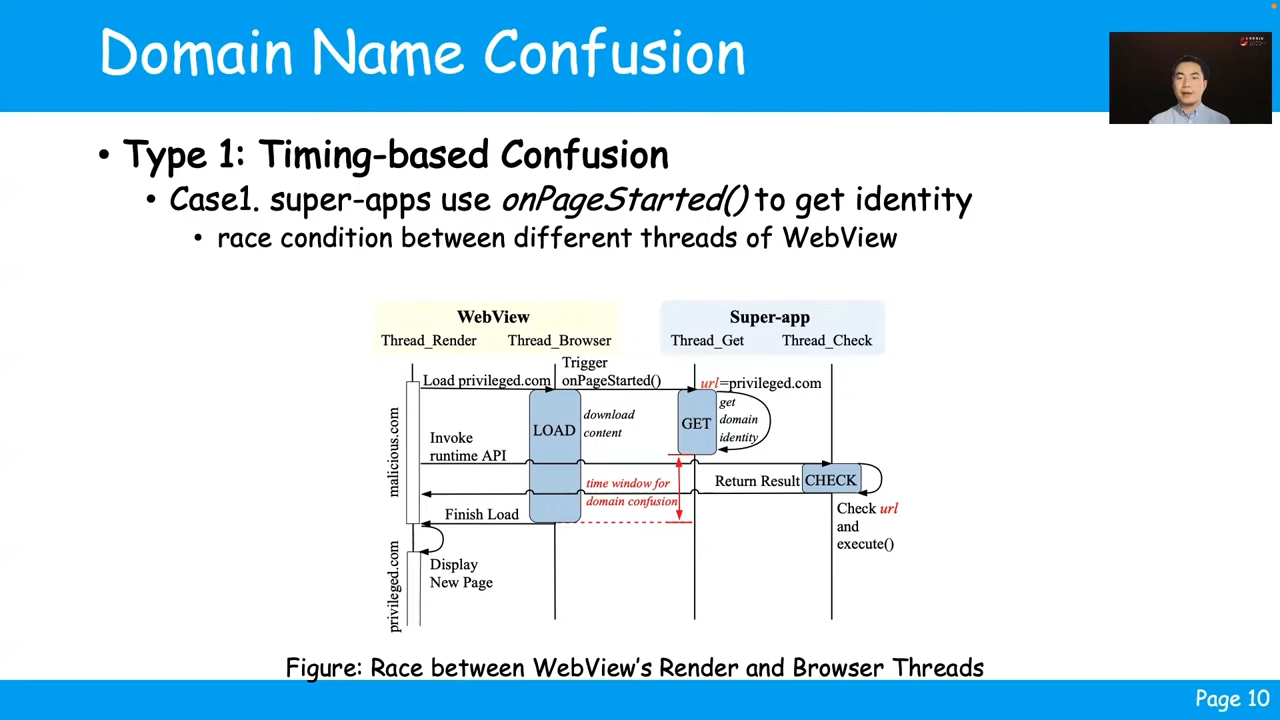 Domain Name Confusion
• Type 1: Timing-based Confusion
• Case1. super-apps use onPageStarted() to get identity
• race condition between different threads of WebView
WebView
Super-app
Thread_Render
Thread_Browser
Thread_Get
Thread_Check
Load privileged.com
Trigger
onPageStarted()
url=privileged.com
LOAD
download
content
GET
get
domain
identity
malicious.com
Invoke
runtime API
time window for
domain confusion
Return Result
CHECK
Finish Load
Check url
and
execute()
privileged.com
Display
New Page
Figure: Race between WebView's Render and Browser Threads
Page 10